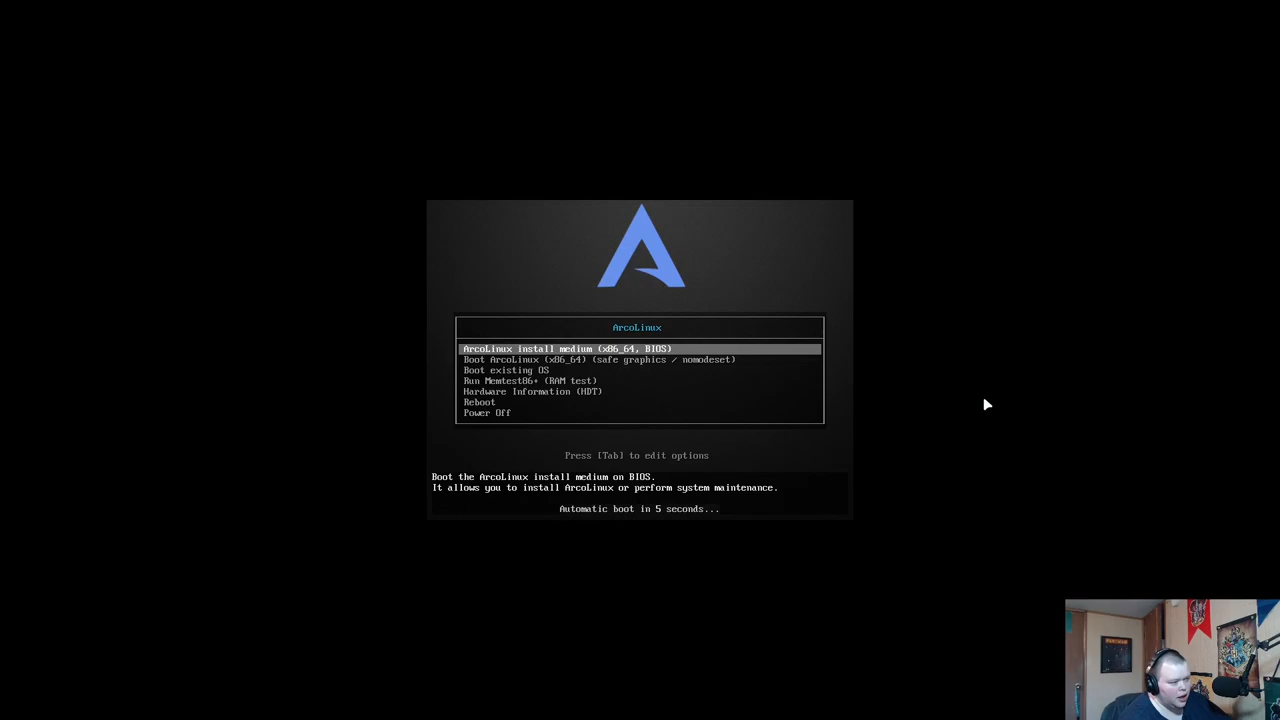 ArcoLinux
ArcoLinux install medium (x86_64, BIOS)
Boot ArcoLinux (x86_64) (safe graphics / nomodeset)
Boot existing OS
Run Memtest86+ (RAM test)
Hardware Information (HDT)
Reboot
Power Off
Press [Tab] to edit options
Boot the ArcoLinux install medium on BIOS.
It allows you to install ArcoLinux or perform system maintenance.
Automatic boot in 5 seconds...